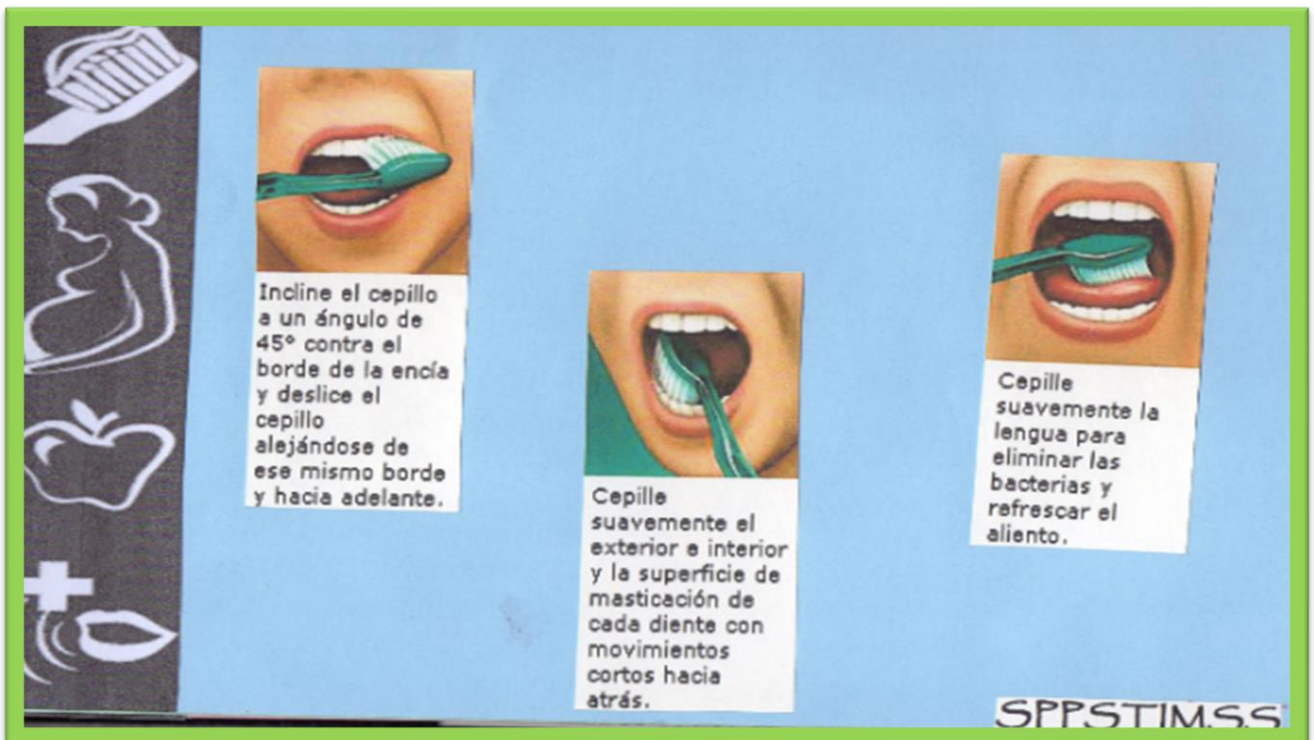 Incline el cepillo
a un ángulo de
45° contra el
borde de la encía
y deslice el
cepillo
alejándose de
ese mismo borde
y hacia adelante.
Cepille
suavemente el
exterior e interior
y la superficie de
masticación de
cada diente con
movimientos
cortos hacia
atrás.
Cepille
suavemente la
lengua para
eliminar las
bacterias y
refrescar el
aliento.
SPPSTIMSS